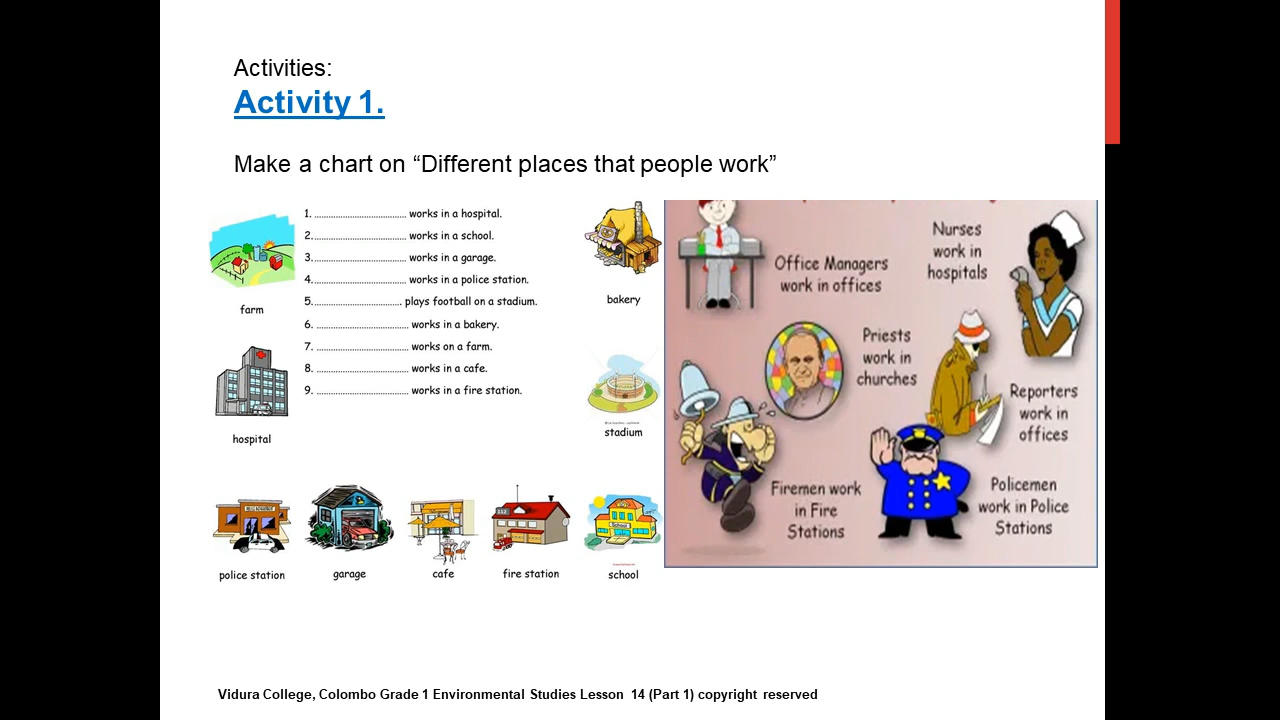 Activities:
Activity 1.
Make a chart on “Different places that people work”
1. ................................ works in a hospital.
2. ................................ works in a school.
3. ................................ works in a garage.
4. ................................ works in a police station.
5. ............................... plays football on a stadium.
6. ................................ works in a bakery.
7. ................................ works on a farm.
8. ................................ works in a cafe.
9. ................................ works in a fire station.
farm
hospital
bakery
stadium
police station
garage
cafe
fire station
School
school
Office Managers
work in offices
Nurses
work in
hospitals
Priests
work in
churches
Reporters
work in
offices
Firemen work
in Fire
Stations
Policemen
work in Police
Stations
Vidura College, Colombo Grade 1 Environmental Studies Lesson 14 (Part 1) copyright reserved